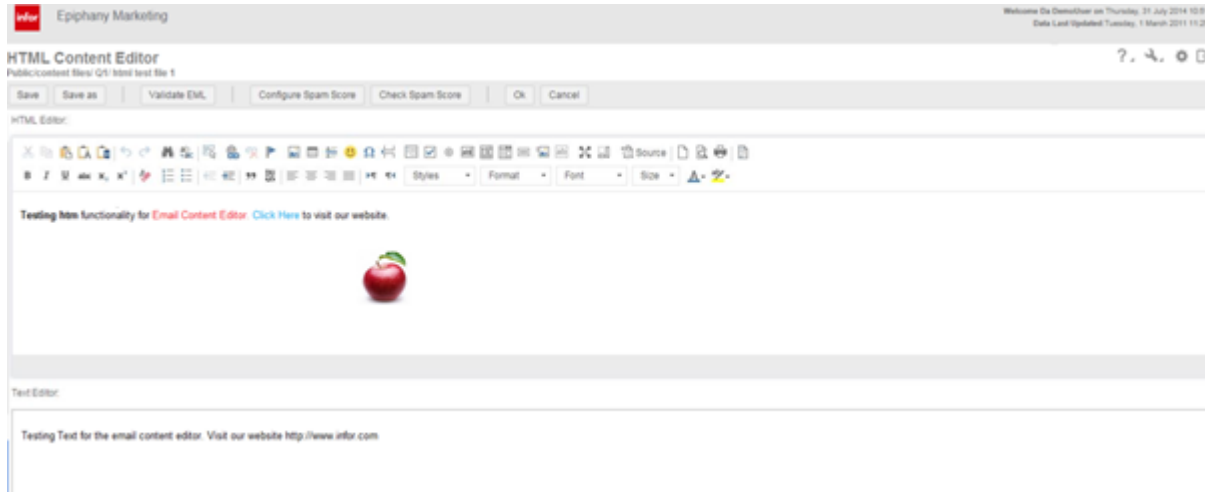 infor
Epiphany Marketing
Welcome Da DemoUser on Thursday, 31 July 2014
Data Last Updated Tuesday, 1 March 2011
HTML Content Editor
Public/content files/ Q1/ html test file 1
Save Save as Validate EML Configure Spam Score Check Spam Score Ok Cancel
HTML Editor:
Source
B I U abc x, x'
Styles Format Font Size A
Testing htm functionality for Email Content Editor. Click Here to visit our website.
Text Editor:
Testing Text for the email content editor. Visit our website http://www.infor.com